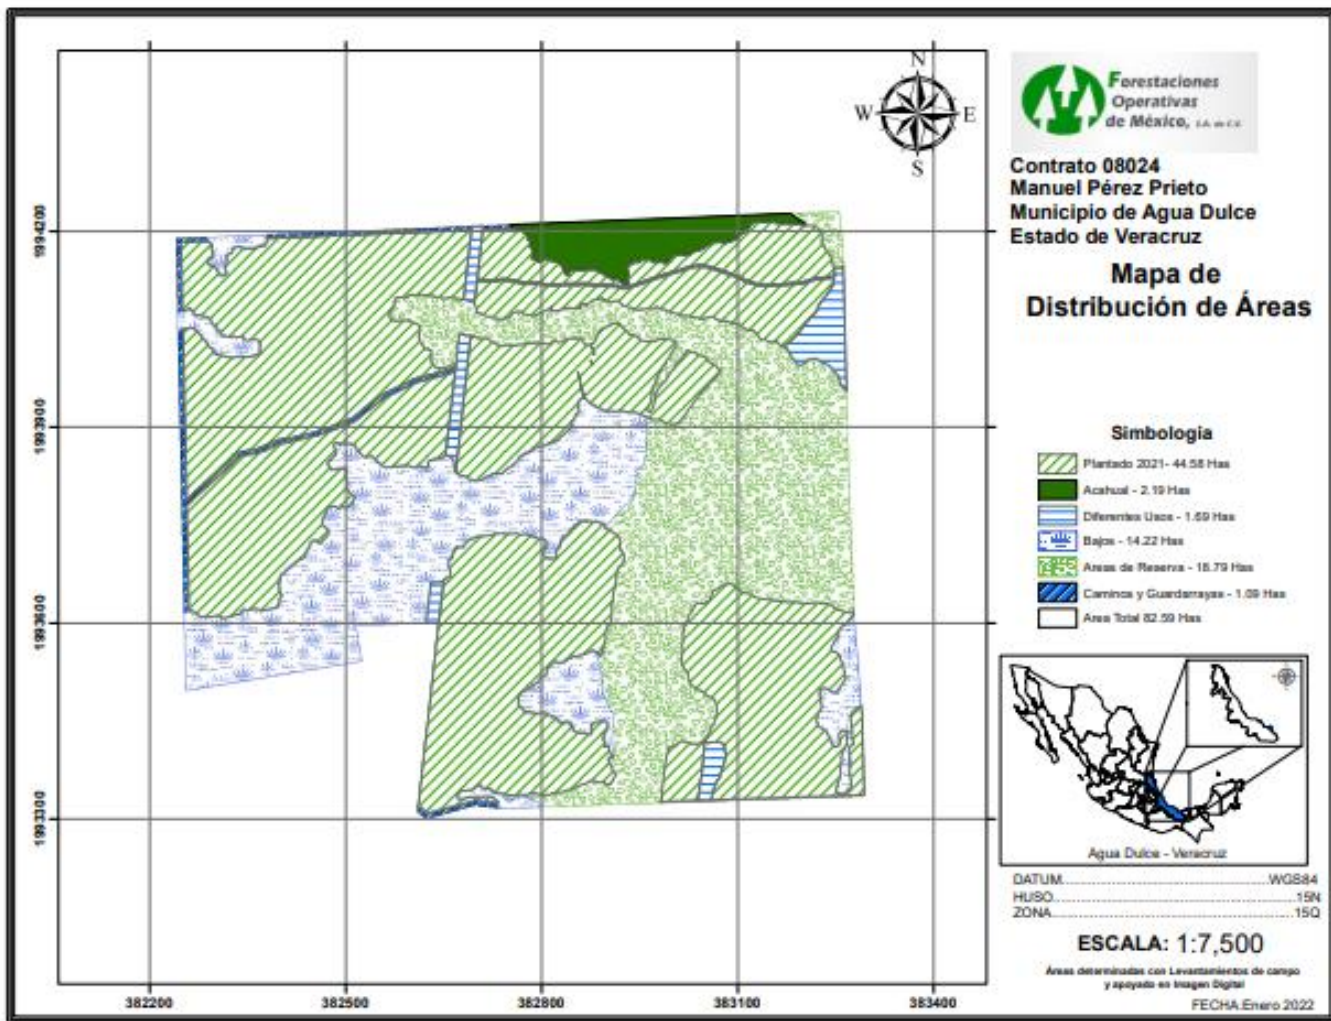 Forestaciones
Operativas
de México, S.A. de C.V.
Contrato 08024
Manuel Pérez Prieto
Municipio de Agua Dulce
Estado de Veracruz
Mapa de
Distribución de Áreas
N
W E
S
1994200
1993900
1993600
1993300
382200 382500 382800 383100 383400
Simbologia
Plantado 2021- 44.58 Has
Acahual - 2.19 Has
Diferentes Usos - 1.69 Has
Bajos - 14.22 Has
Areas de Reserva - 18.79 Has
Caminos y Guardarrayas - 1.09 Has
Area Total 82.59 Has
Agua Dulce - Veracruz
DATUM WGS84
HUSO 15N
ZONA 15Q
ESCALA: 1:7,500
Áreas determinadas con Levantamientos de campo
y apoyado en Imagen Digital
FECHA:Enero 2022